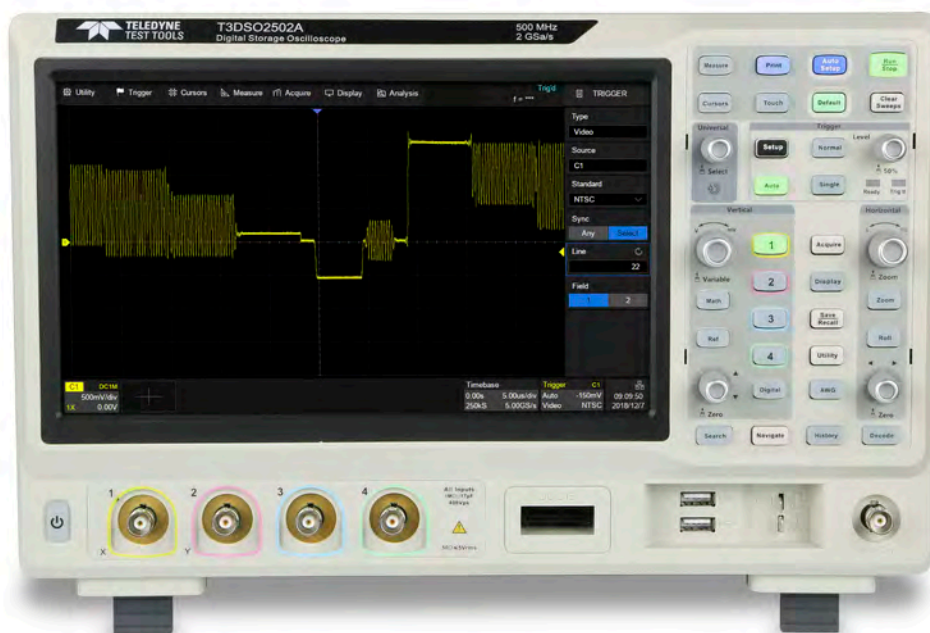 TELEDYNE
TEST TOOLS
T3DSO2502A
Digital Storage Oscilloscope
500 MHz
2 GSa/s
Utility
Trigger
Cursors
Measure
Acquire
Display
Analysis
Trig'd
f = ****
TRIGGER
Type
Video
Source
C1
Standard
NTSC
Sync
Any
Select
Line
22
Field
1 2
C1 DC1M
500mV/div
1X 0.00V
Timebase
0.00s 5.00us/div
250kS 5.00GS/s
Trigger C1
Auto -150mV
Video NTSC
09:09:50
2018/12/7
Measure
Print
Auto
Setup
Run
Stop
Cursors
Touch
Default
Clear
Sweeps
Universal
Select
Trigger
Setup
Normal
Level
50%
Auto
Single
Ready Trig'd
Vertical
Horizontal
Variable
1
Acquire
Zoom
2
Display
Math
3
Save
Recall
Zoom
Ref
4
Utility
Roll
Digital
AWG
Zero
Zero
Search
Navigate
History
Decode
1
2
3
4
X
Y